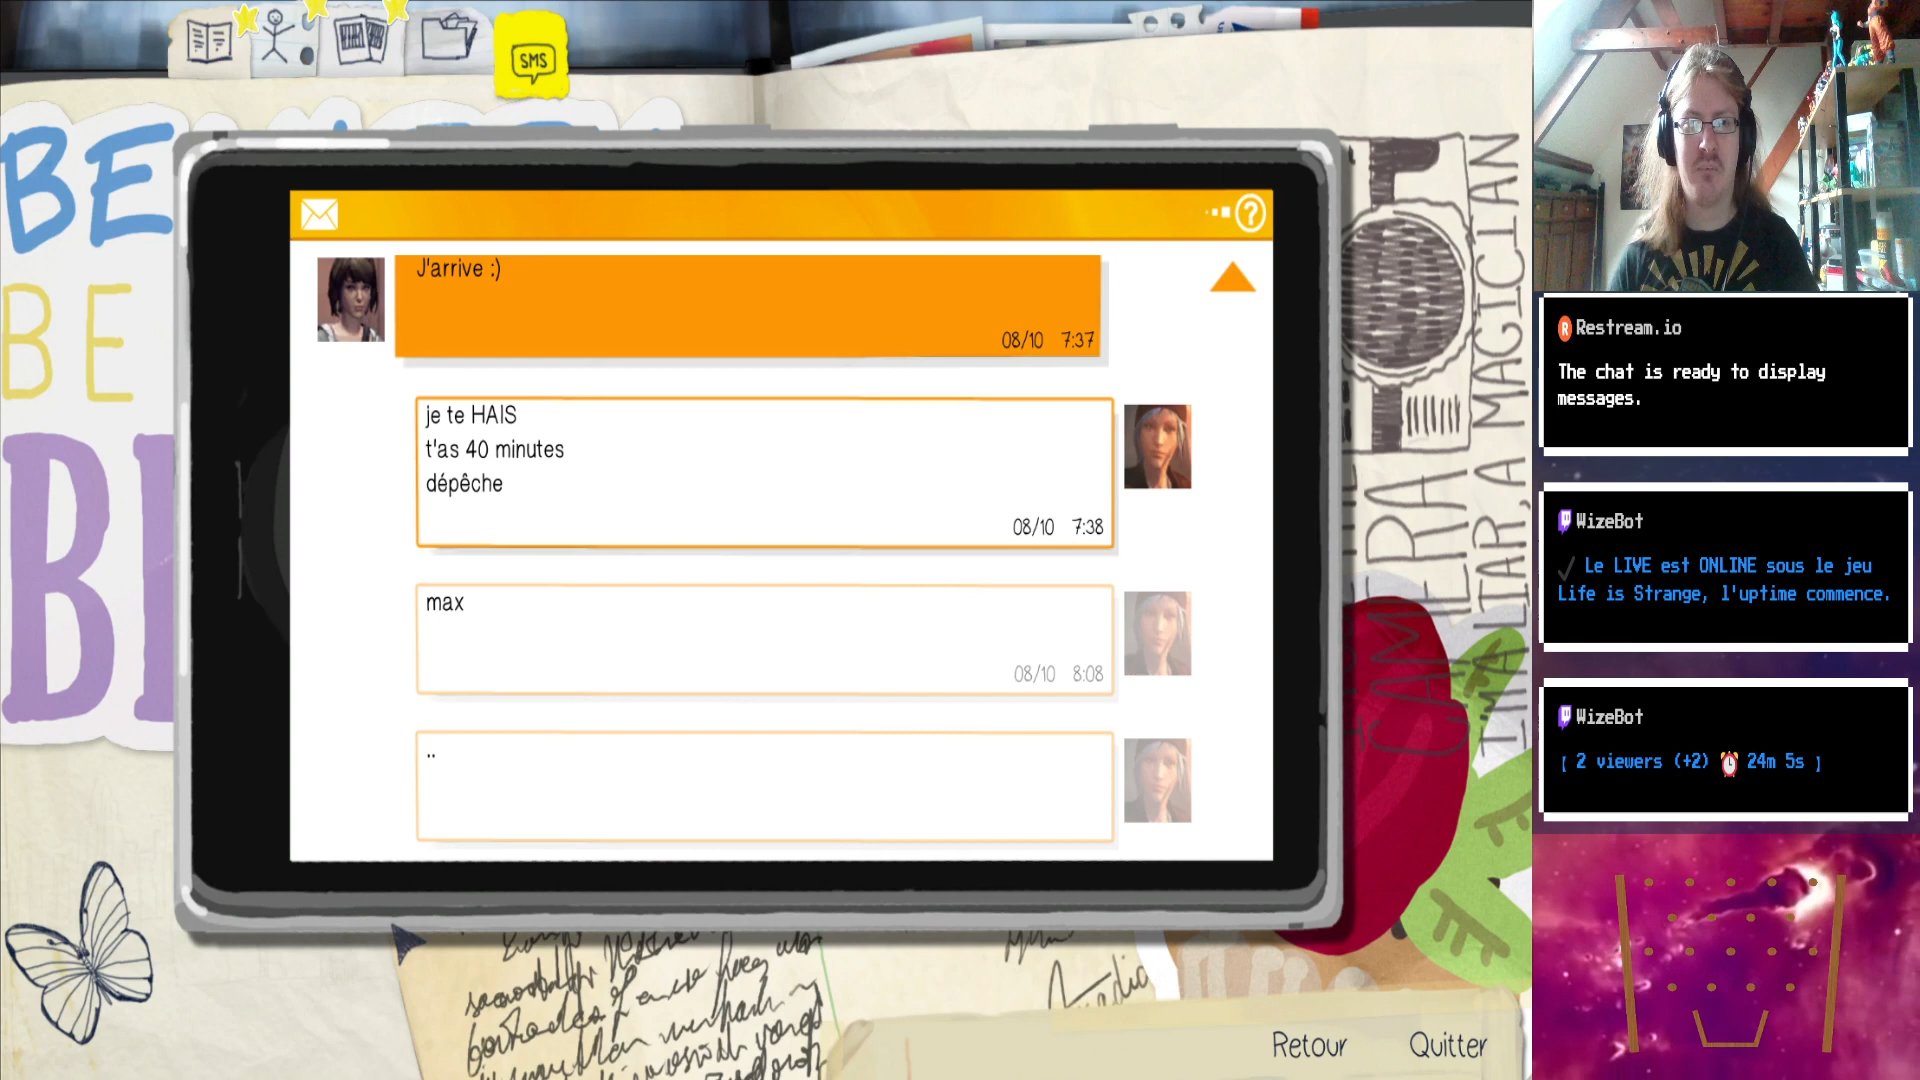 SMS
BE
BE
J'arrive :)
08/10 7:37
je te HAIS
t'as 40 minutes
dépêche
08/10 7:38
max
08/10 8:08
..
I'M A CAMERA
LIAR, A MAGICIAN
Retour
Quitter
Restream.io
The chat is ready to display
messages.
WizeBot
✓ Le LIVE est ONLINE sous le jeu
Life is Strange, l'uptime commence.
WizeBot
[ 2 viewers (+2) ⏰ 24m 5s ]